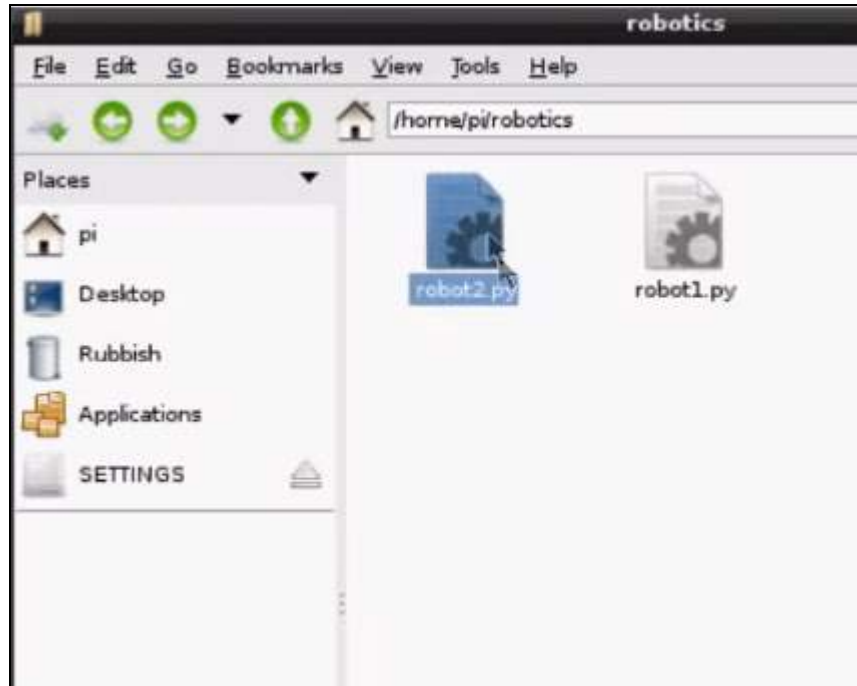 robotics
File Edit Go Bookmarks View Tools Help
/home/pi/robotics
Places
pi
Desktop
Rubbish
Applications
SETTINGS
robot2.py robot1.py